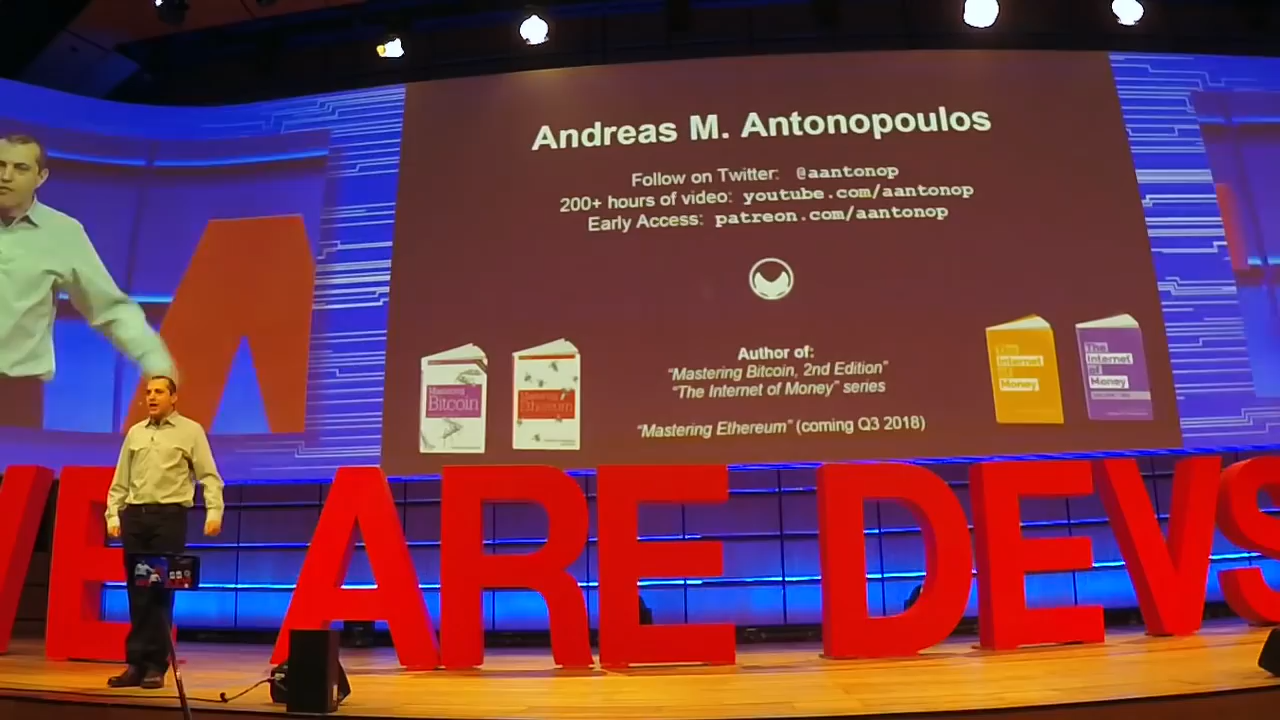 Andreas M. Antonopoulos
Follow on Twitter: @aantonop
200+ hours of video: youtube.com/aantonop
Early Access: patreon.com/aantonop
Author of:
"Mastering Bitcoin, 2nd Edition"
"The Internet of Money" series
"Mastering Ethereum" (coming Q3 2018)
Mastering
Bitcoin
Mastering
Ethereum
The
Internet
of
Money
The
Internet
of
Money
WE ARE DEVS